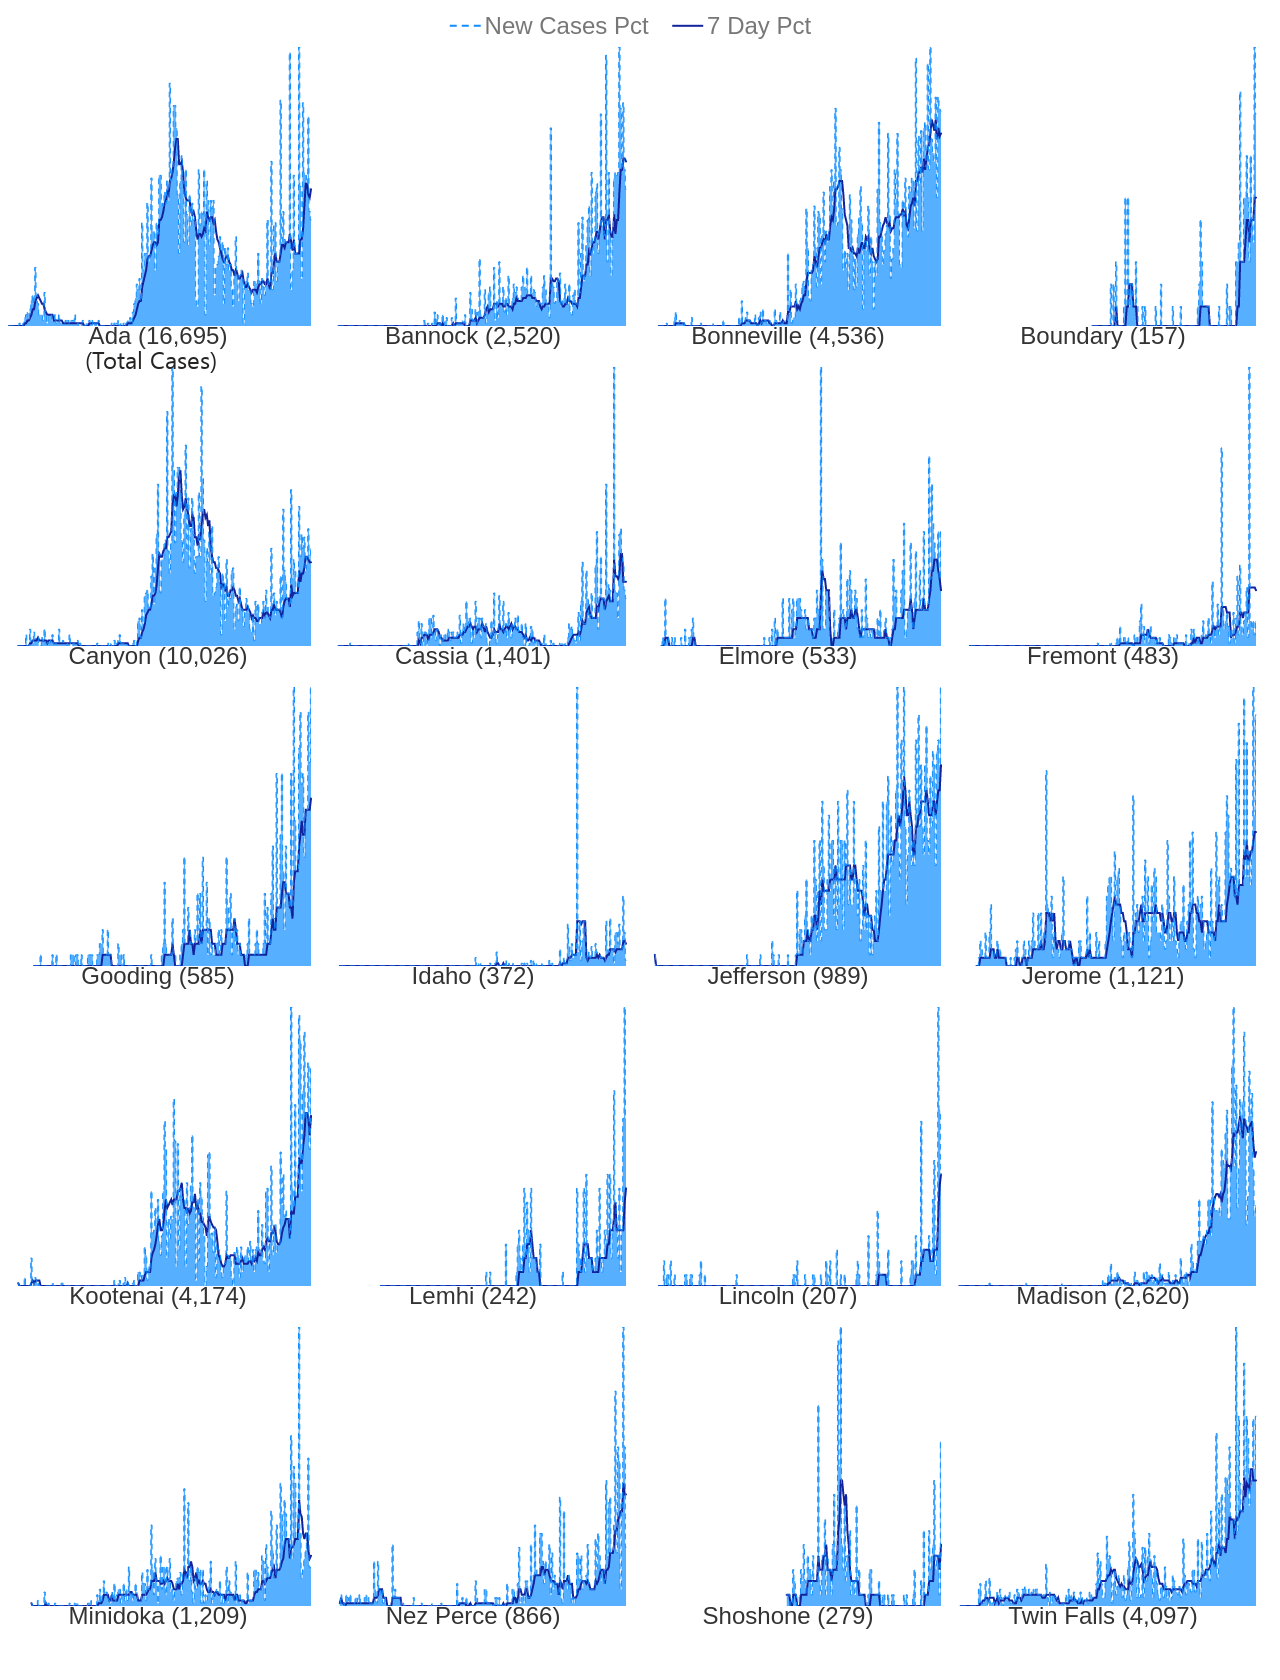 New Cases Pct 7 Day Pct
Ada (16,695) Bannock (2,520) Bonneville (4,536) Boundary (157)
(Total Cases)
Canyon (10,026) Cassia (1,401) Elmore (533) Fremont (483)
Gooding (585) Idaho (372) Jefferson (989) Jerome (1,121)
Kootenai (4,174) Lemhi (242) Lincoln (207) Madison (2,620)
Minidoka (1,209) Nez Perce (866) Shoshone (279) Twin Falls (4,097)